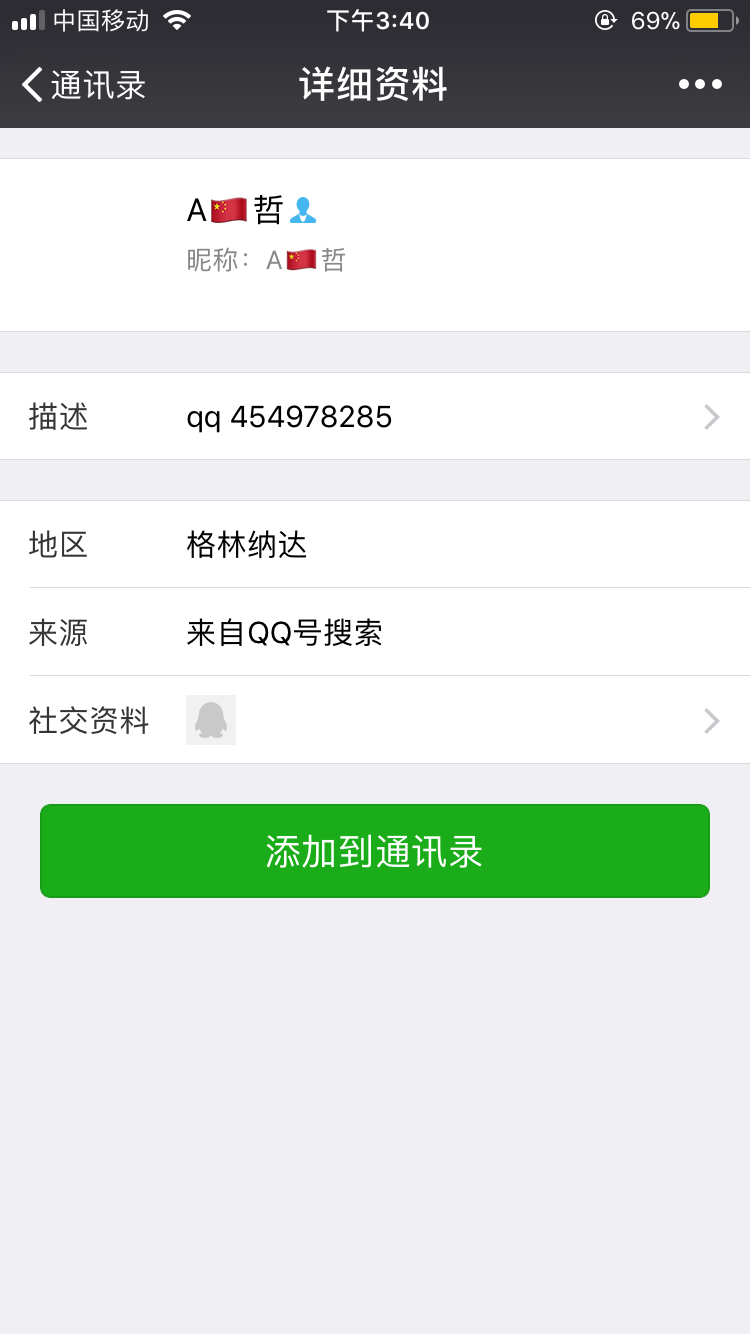 中国移动 下午3:40 69%
通讯录 详细资料
A🇨🇳哲
昵称：A🇨🇳哲
描述 qq 454978285
地区 格林纳达
来源 来自QQ号搜索
社交资料
添加到通讯录